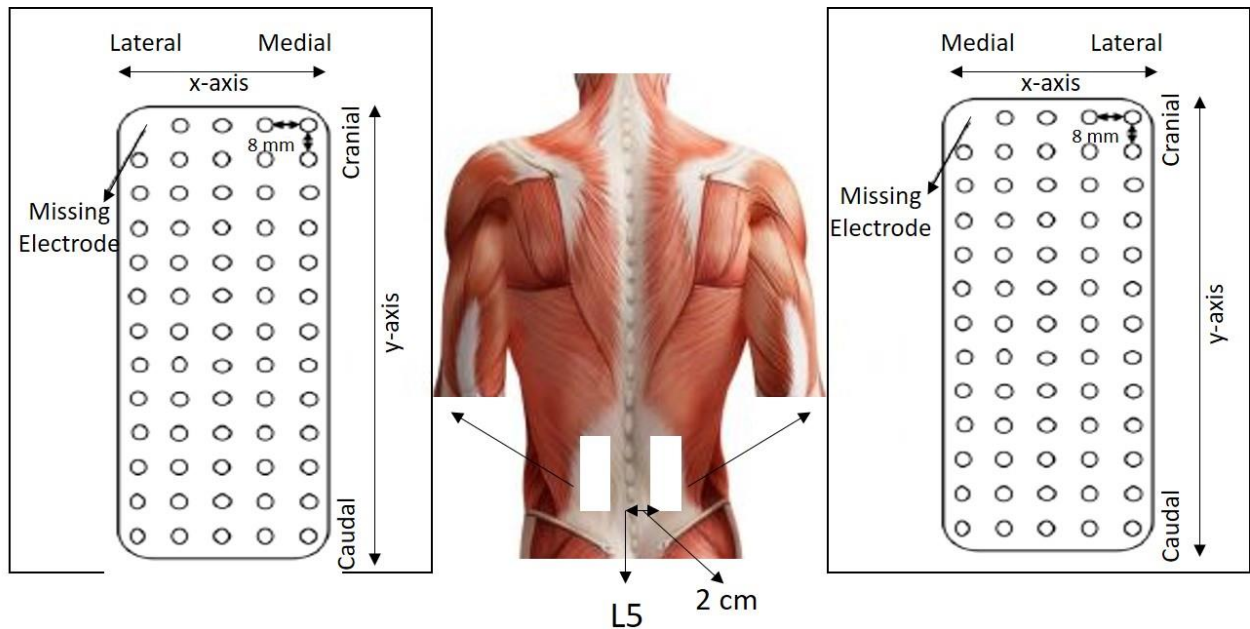 Lateral Medial
x-axis
8 mm
Cranial
Missing
Electrode
y-axis
Caudal
L5
2 cm
Medial Lateral
x-axis
8 mm
Cranial
Missing
Electrode
y-axis
Caudal